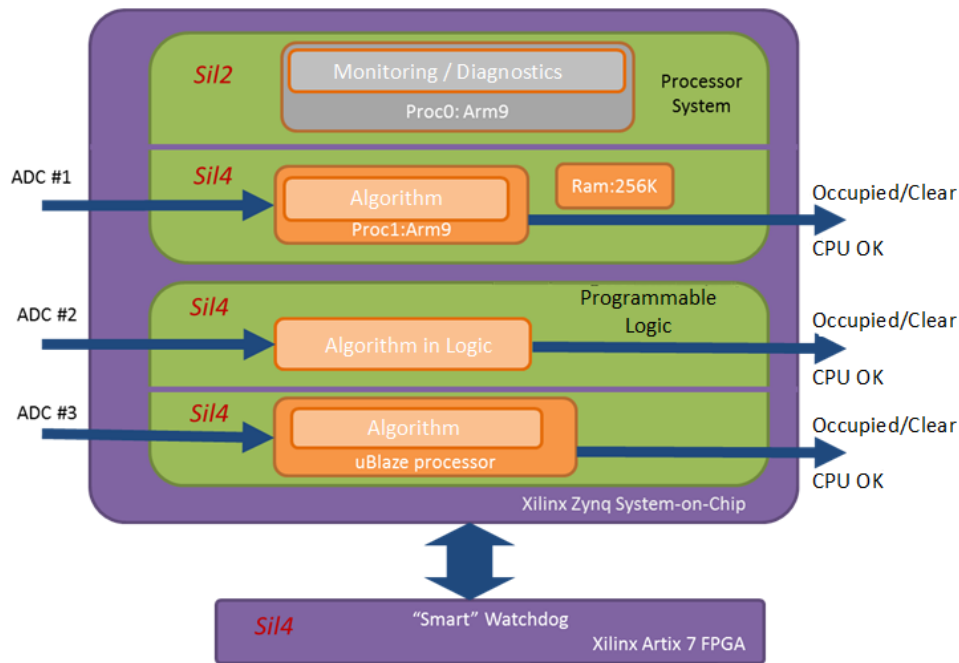 Sil2
Monitoring / Diagnostics
Proc0: Arm9
Processor
System
ADC #1
Sil4
Algorithm
Proc1:Arm9
Ram:256K
Occupied/Clear
CPU OK
ADC #2
Sil4
Algorithm in Logic
Programmable
Logic
Occupied/Clear
CPU OK
ADC #3
Sil4
Algorithm
uBlaze processor
Occupied/Clear
CPU OK
Xilinx Zynq System-on-Chip
Sil4
“Smart” Watchdog
Xilinx Artix 7 FPGA